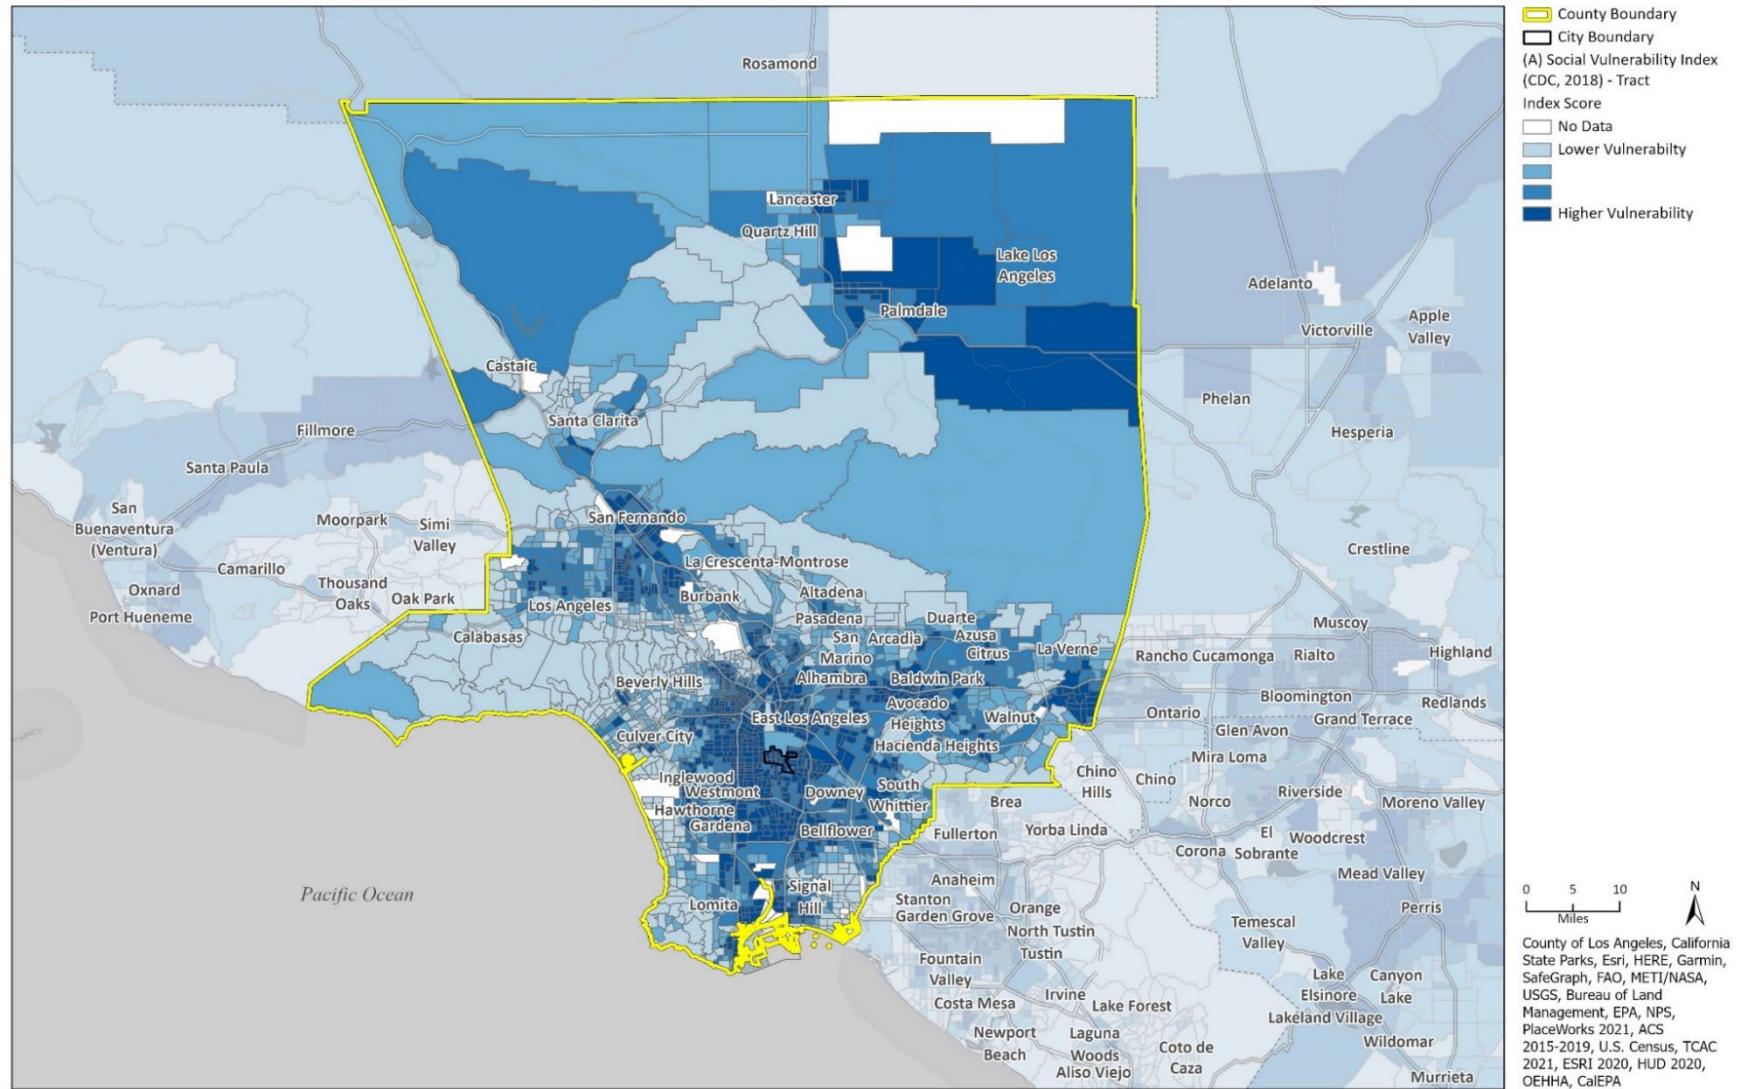 Rosamond
Lancaster
Quartz Hill
Lake Los
Angeles
Adelanto
Palmdale
Victorville
Apple
Valley
Castaic
Phelan
Santa Clarita
Hesperia
Fillmore
Santa Paula
San
Buenaventura
(Ventura)
Moorpark
Simi
Valley
San Fernando
Crestline
Camarillo
La Crescenta-Montrose
Oxnard
Thousand
Oaks
Oak Park
Los Angeles
Burbank
Altadena
Port Hueneme
Pasadena
Duarte
Muscoy
Calabasas
San
Marino
Arcadia
Azusa
Citrus
La Verne
Rancho Cucamonga
Rialto
Highland
Beverly Hills
Alhambra
Baldwin Park
Bloomington
Redlands
East Los Angeles
Avocado
Heights
Walnut
Ontario
Grand Terrace
Culver City
Hacienda Heights
Glen Avon
Mira Loma
Inglewood
Westmont
Downey
South
Whittier
Chino
Hills
Chino
Norco
Riverside
Moreno Valley
Hawthorne
Gardena
Bellflower
Brea
Fullerton
Yorba Linda
El
Sobrante
Woodcrest
Corona
Mead Valley
Pacific Ocean
Signal
Hill
Lomita
Anaheim
Stanton
Garden Grove
Orange
North Tustin
Tustin
Perris
Temescal
Valley
Fountain
Valley
Costa Mesa
Irvine
Lake Forest
Lake
Elsinore
Canyon
Lake
Lakeland Village
Newport
Beach
Laguna
Woods
Aliso Viejo
Coto de
Caza
Wildomar
Murrieta
County Boundary
City Boundary
(A) Social Vulnerability Index
(CDC, 2018) - Tract
Index Score
No Data
Lower Vulnerabilty
Higher Vulnerability
0 5 10
Miles
N
County of Los Angeles, California
State Parks, Esri, HERE, Garmin,
SafeGraph, FAO, METI/NASA,
USGS, Bureau of Land
Management, EPA, NPS,
PlaceWorks 2021, ACS
2015-2019, U.S. Census, TCAC
2021, ESRI 2020, HUD 2020,
OEHHA, CalEPA